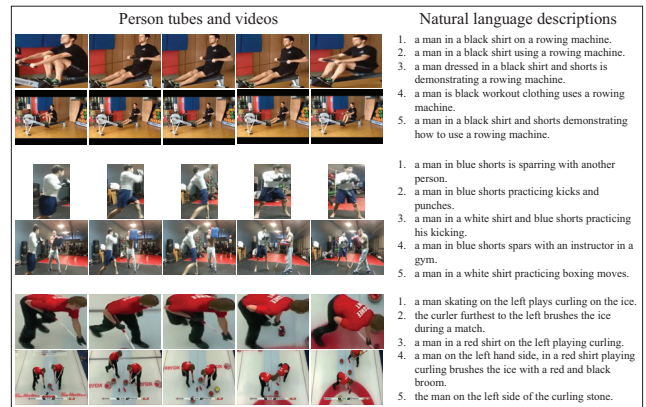 Person tubes and videos
Natural language descriptions
1. a man in a black shirt on a rowing machine.
2. a man in a black shirt using a rowing machine.
3. a man dressed in a black shirt and shorts is
demonstrating a rowing machine.
4. a man is black workout clothing uses a rowing
machine.
5. a man in a black shirt and shorts demonstrating
how to use a rowing machine.
1. a man in blue shorts is sparring with another
person.
2. a man in blue shorts practicing kicks and
punches.
3. a man in a white shirt and blue shorts practicing
his kicking.
4. a man in blue shorts spars with an instructor in a
gym.
5. a man in a white shirt practicing boxing moves.
1. a man skating on the left plays curling on the ice.
2. the curler furthest to the left brushes the ice
during a match.
3. a man in a red shirt on the left playing curling.
4. a man on the left hand side, in a red shirt playing
curling brushes the ice with a red and black
broom.
5. the man on the left side of the curling stone.